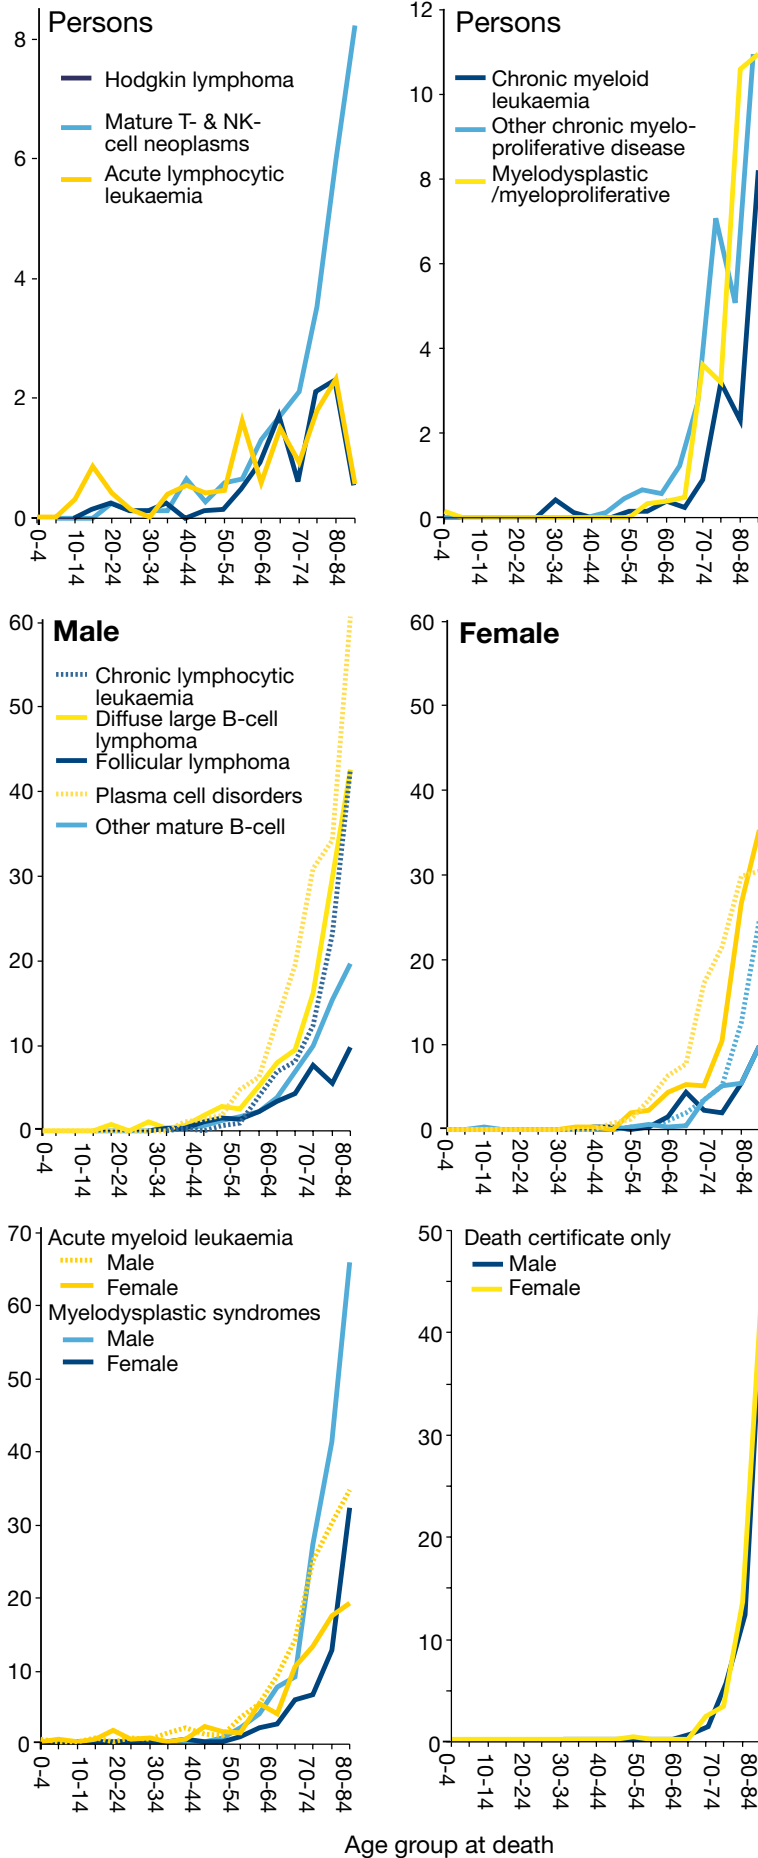 Persons
8
6
4
2
0
Hodgkin lymphoma
Mature T- & NK-
cell neoplasms
Acute lymphocytic
leukaemia
0-4
10-14
20-24
30-34
40-44
50-54
60-64
70-74
80-84
Persons
12
10
8
6
4
2
0
Chronic myeloid
leukaemia
Other chronic myelo-
proliferative disease
Myelodysplastic
/myeloproliferative
0-4
10-14
20-24
30-34
40-44
50-54
60-64
70-74
80-84
Male
60
50
40
30
20
10
0
Chronic lymphocytic
leukaemia
Diffuse large B-cell
lymphoma
Follicular lymphoma
Plasma cell disorders
Other mature B-cell
0-4
10-14
20-24
30-34
40-44
50-54
60-64
70-74
80-84
Female
60
50
40
30
20
10
0
0-4
10-14
20-24
30-34
40-44
50-54
60-64
70-74
80-84
70
60
50
40
30
20
10
0
Acute myeloid leukaemia
Male
Female
Myelodysplastic syndromes
Male
Female
0-4
10-14
20-24
30-34
40-44
50-54
60-64
70-74
80-84
50
40
30
20
10
0
Death certificate only
Male
Female
0-4
10-14
20-24
30-34
40-44
50-54
60-64
70-74
80-84
Age group at death